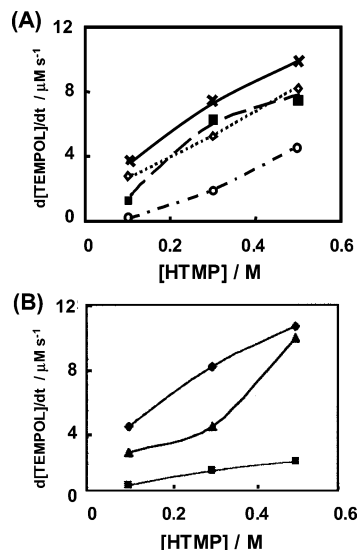 (A)
12
8
4
0
d[TEMPOL]/dt / μM s⁻¹
0 0.2 0.4 0.6
[HTMP] / M
(B)
12
8
4
0
d[TEMPOL]/dt / μM s⁻¹
0 0.2 0.4 0.6
[HTMP] / M